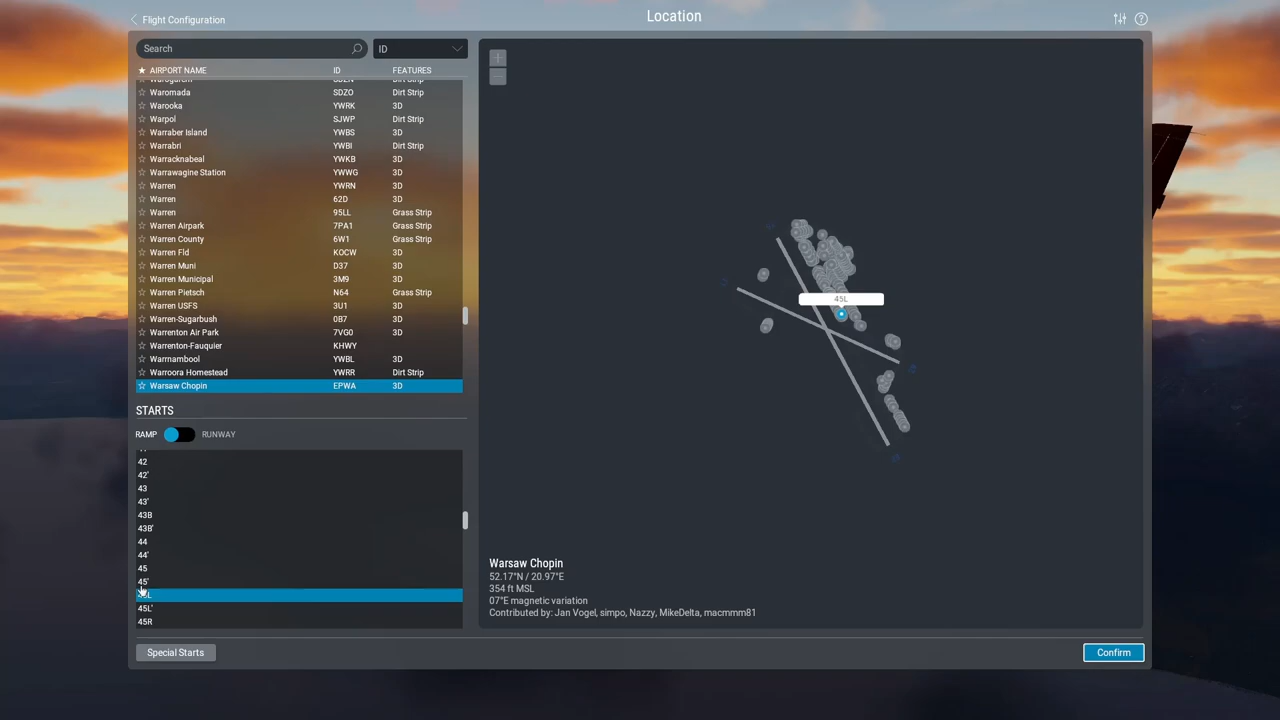 Flight Configuration
Location
Search
ID
AIRPORT NAME ID FEATURES
Waromada SDZO Dirt Strip
Warooka YWRK 3D
Warpol SJWP Dirt Strip
Warraber Island YWBS 3D
Warrabri YWBI Dirt Strip
Warracknabeal YWKB 3D
Warrawagine Station YWWG 3D
Warren YWRN 3D
Warren 62D 3D
Warren 95LL Grass Strip
Warren Airpark 7PA1 Grass Strip
Warren County 6W1 Grass Strip
Warren Fld KOCW 3D
Warren Muni D37 3D
Warren Municipal 3M9 3D
Warren Pietsch N64 Grass Strip
Warren USFS 3U1 3D
Warren-Sugarbush 0B7 3D
Warrenton Air Park 7VG0 3D
Warrenton-Fauquier KHWY
Warrnambool YWBL 3D
Warroora Homestead YWRR Dirt Strip
Warsaw Chopin EPWA 3D
STARTS
RAMP RUNWAY
42
42'
43
43'
43B
43B'
44
44'
45
45'
45L'
45R
45L
Warsaw Chopin
52.17°N / 20.97°E
354 ft MSL
07°E magnetic variation
Contributed by: Jan Vogel, simpo, Nazzy, MikeDelta, macmmm81
Special Starts
Confirm